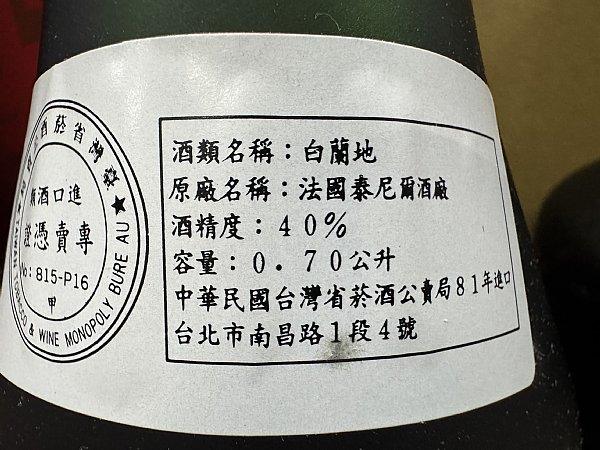 酒類名稱：白蘭地
原廠名稱：法國泰尼爾酒廠
酒精度：40%
容量：0.70公升
中華民國台灣省菸酒公賣局81年進口
台北市南昌路1段4號
進口酒類
專賣憑證
No: 815-P16
甲
& WINE MONOPOLY BUREAU